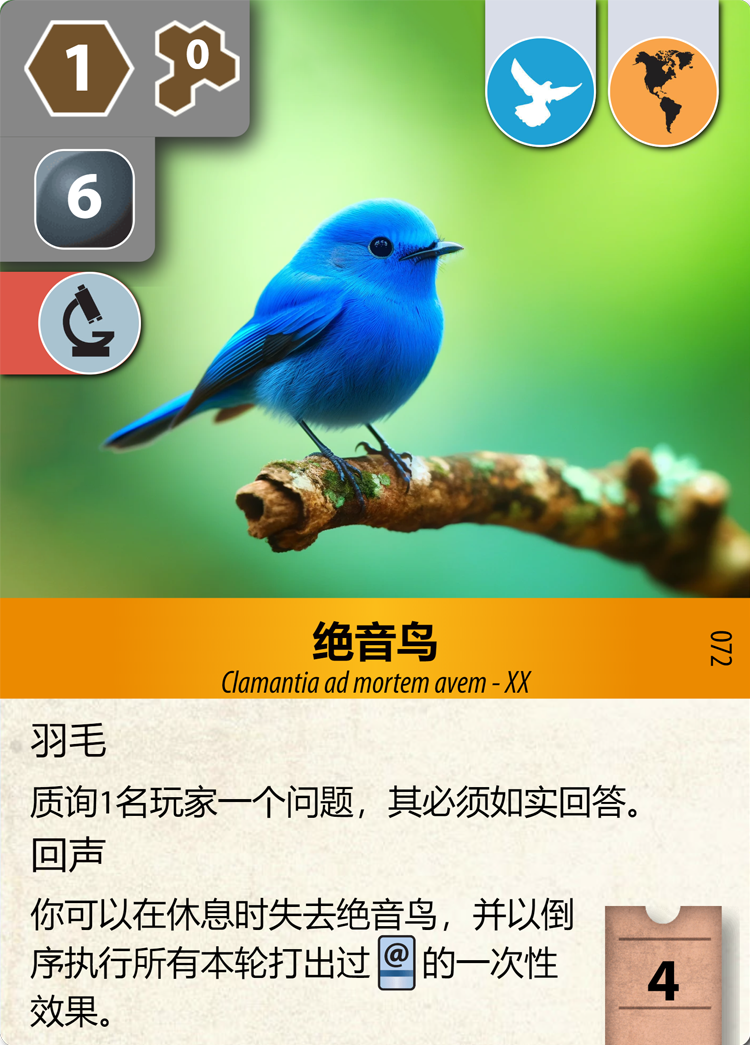 1
0
6
绝音鸟
Clamantia ad mortem avem - XX
072
羽毛
质询1名玩家一个问题，其必须如实回答。
回声
你可以在休息时失去绝音鸟，并以倒
序执行所有本轮打出过 @ 的一次性
效果。
4